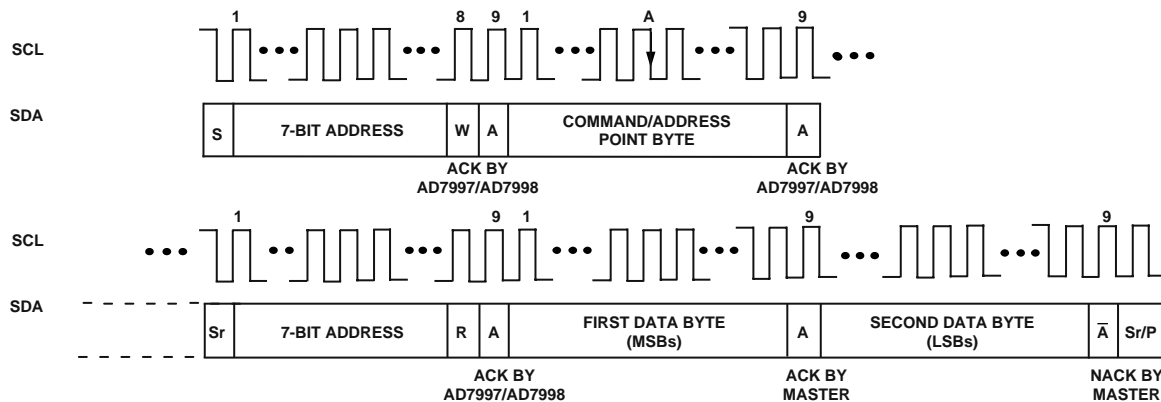 1 8 9 1 A 9
SCL
SDA
S 7-BIT ADDRESS W A COMMAND/ADDRESS POINT BYTE A
ACK BY AD7997/AD7998
ACK BY AD7997/AD7998
1 9 1 9 9
SCL
SDA
Sr 7-BIT ADDRESS R A FIRST DATA BYTE (MSBs) A SECOND DATA BYTE (LSBs) A̅ Sr/P
ACK BY AD7997/AD7998
ACK BY MASTER
NACK BY MASTER